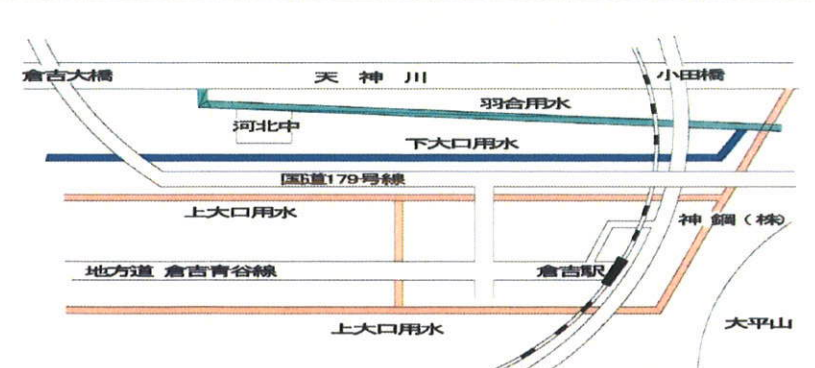 倉吉大橋
天神川
小田橋
羽合用水
河北中
下大口用水
国道179号線
上大口用水
神鋼（株）
地方道 倉吉青谷線
倉吉駅
大平山
上大口用水